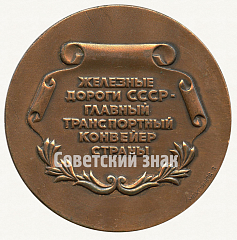 ЖЕЛЕЗНЫЕ
ДОРОГИ СССР-
ГЛАВНЫЙ
ТРАНСПОРТНЫЙ
КОНВЕЙЕР
СТРАНЫ
Советский знак